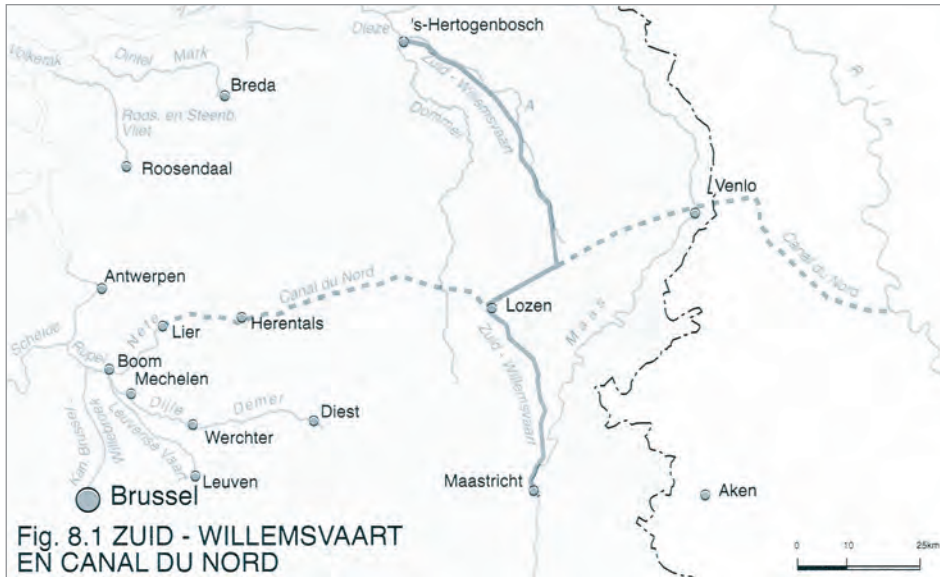 's-Hertogenbosch
Dieze
Volkerak
Dintel
Mark
Breda
Zuid - Willemsvaart
A
Dommel
Roos. en Steenb.
Vliet
Roosendaal
Rijn
Venlo
Antwerpen
Canal du Nord
Canal du Nord
Lozen
Maas
Herentals
Lier
Nete
Schelde
Rupel
Boom
Mechelen
Zuid - Willemsvaart
Dijle
Demer
Diest
Werchter
Kan. Brussel-
Willebroek
Leuvense Vaart
Leuven
Maastricht
Aken
Brussel
Fig. 8.1 ZUID - WILLEMSVAART
EN CANAL DU NORD
0 10 25km